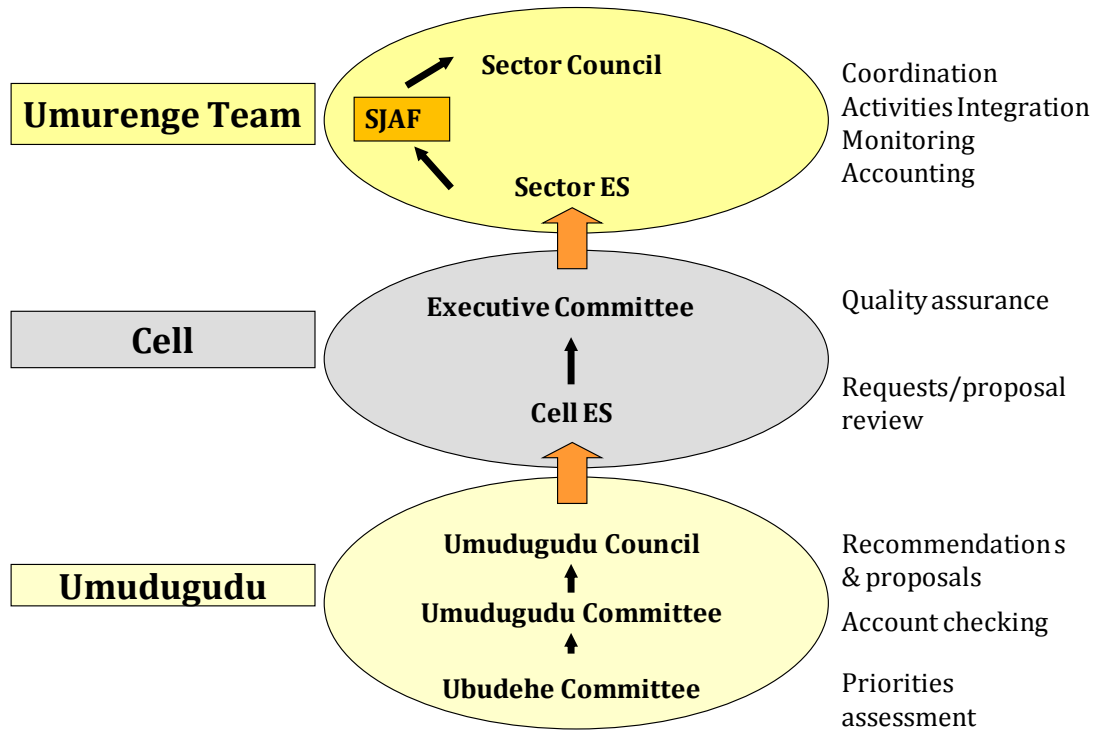 Umurenge Team
Sector Council
SJAF
Sector ES
Coordination
Activities Integration
Monitoring
Accounting
Cell
Executive Committee
Cell ES
Quality assurance
Requests/proposal
review
Umudugudu
Umudugudu Council
Umudugudu Committee
Ubudehe Committee
Recommendations
& proposals
Account checking
Priorities
assessment